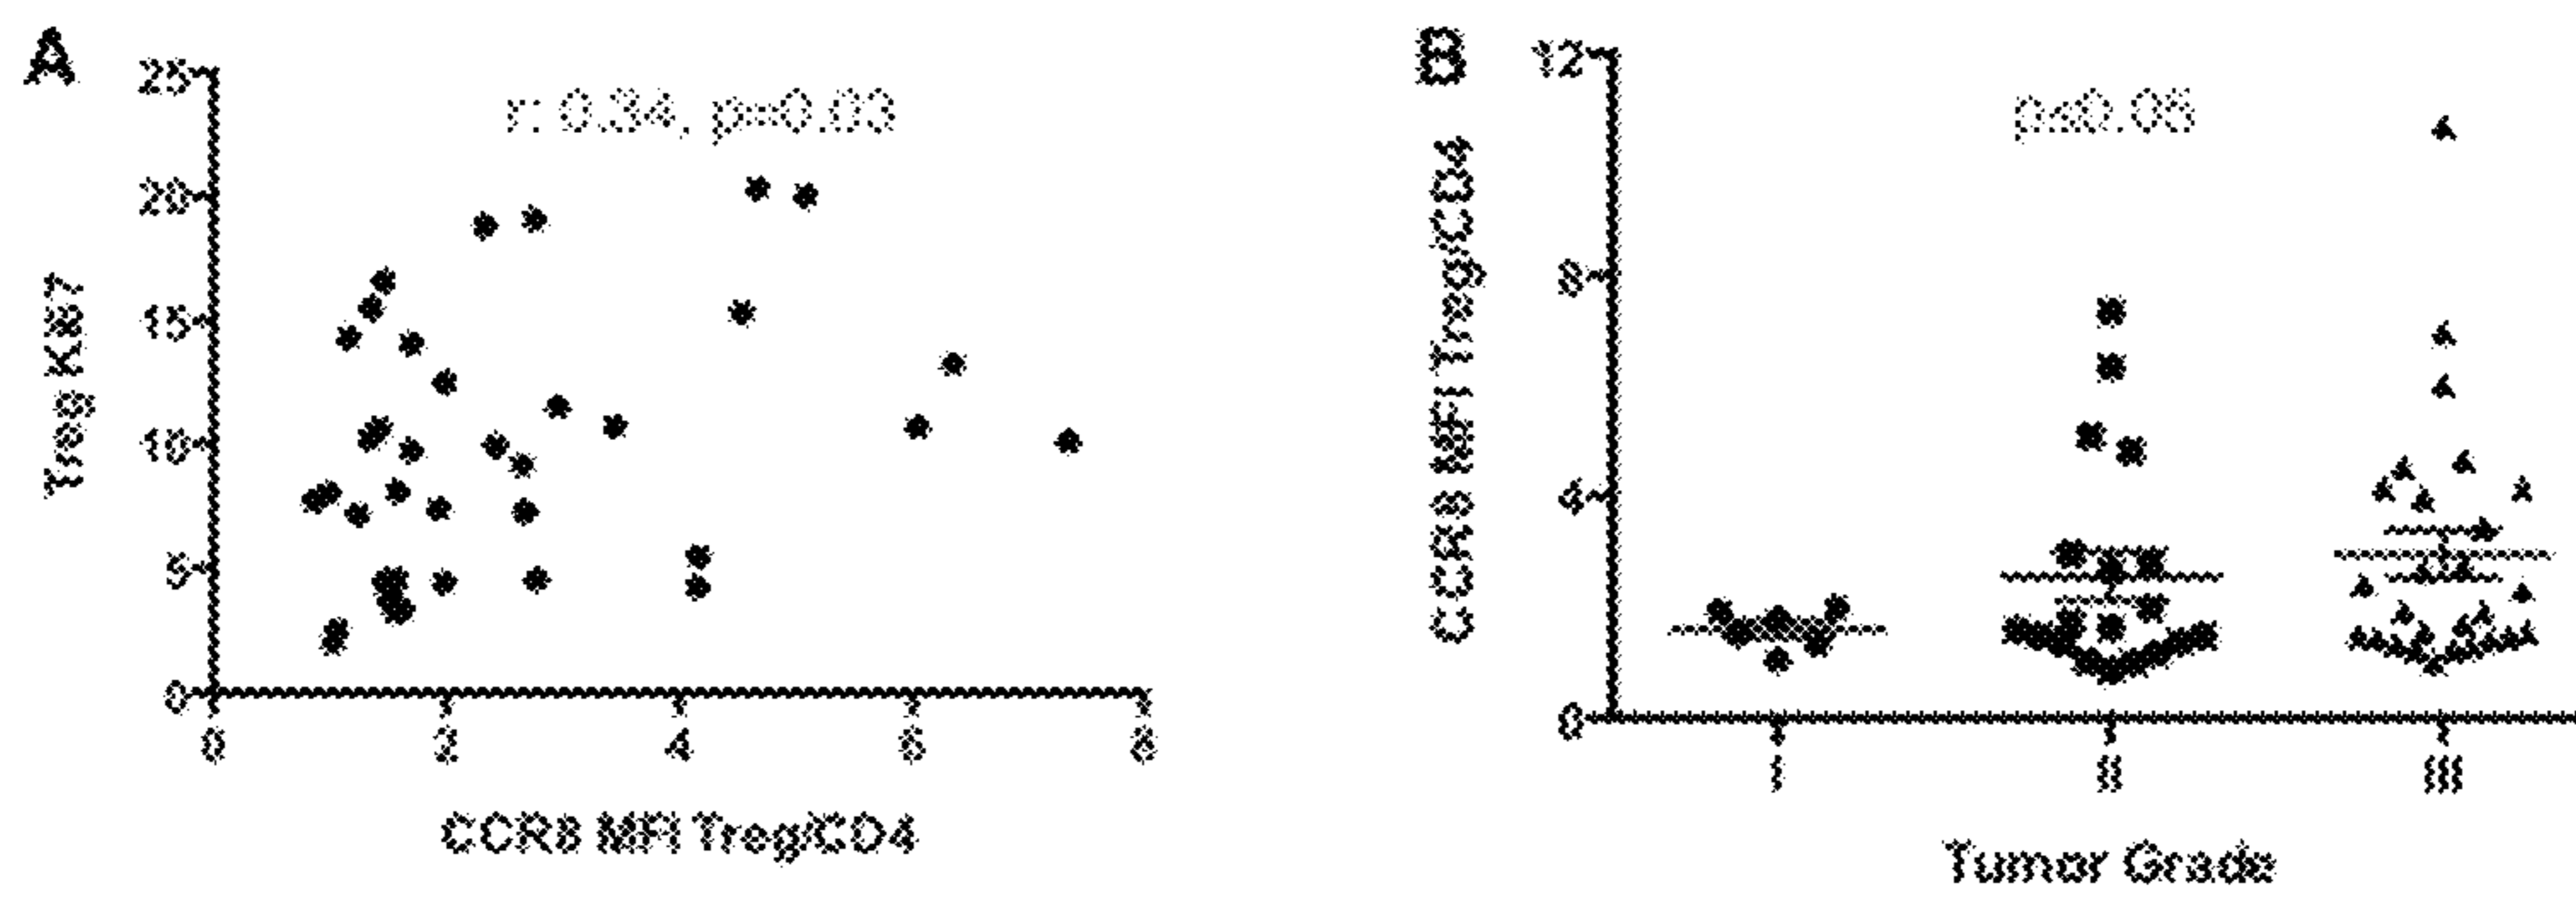 A
25
20
15
10
5
0
0 2 4 6 8
r: 0.34, p=0.03
Treg Ki67
CCR8 MFI Treg/CD4
B
12
8
4
0
I II III
p≤0.05
CCR8 MFI Treg/CD4
Tumor Grade